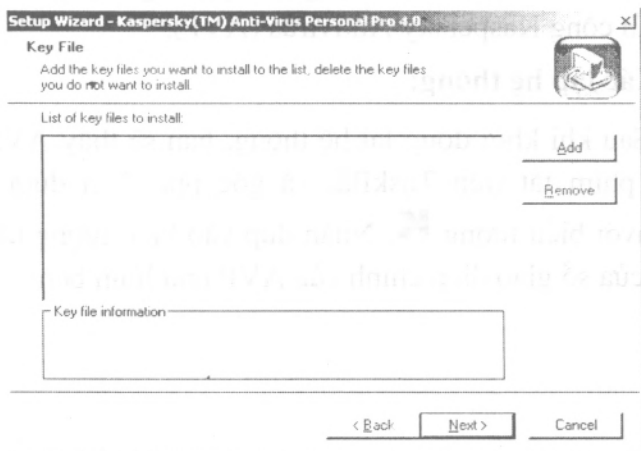 Setup Wizard - Kaspersky(TM) Anti-Virus Personal Pro 4.0
Key File
Add the key files you want to install to the list, delete the key files
you do not want to install.
List of key files to install:
Add
Remove
Key file information
< Back
Next >
Cancel